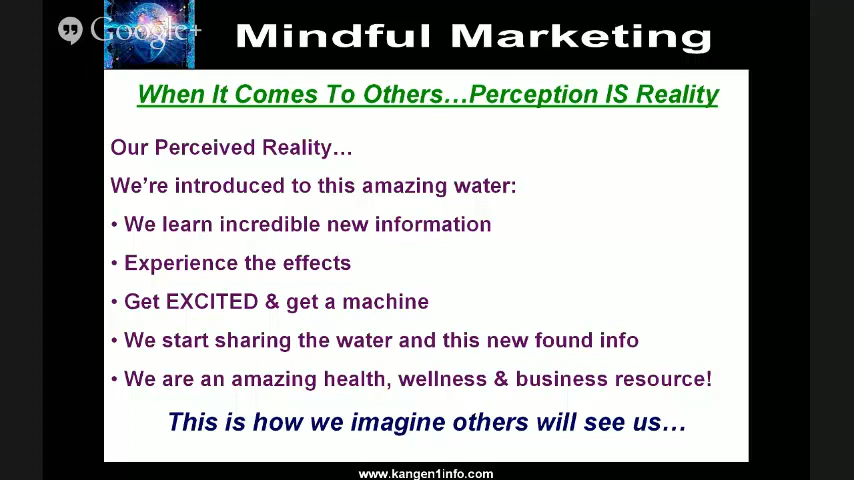 Google+
Mindful Marketing
When It Comes To Others...Perception IS Reality
Our Perceived Reality...
We're introduced to this amazing water:
• We learn incredible new information
• Experience the effects
• Get EXCITED & get a machine
• We start sharing the water and this new found info
• We are an amazing health, wellness & business resource!
This is how we imagine others will see us...
www.kangen1info.com